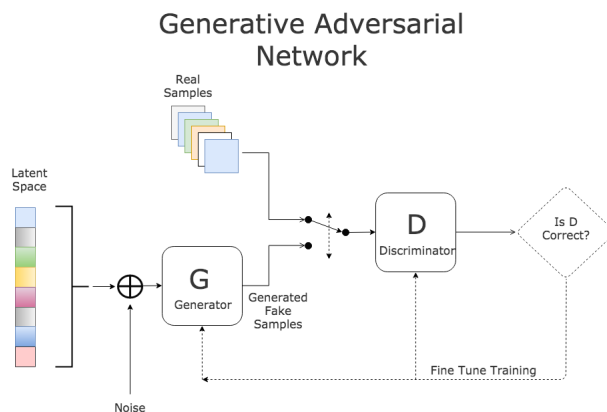 Generative Adversarial
Network
Real
Samples
Latent
Space
D
Discriminator
Is D
Correct?
G
Generator
Generated
Fake
Samples
Fine Tune Training
Noise